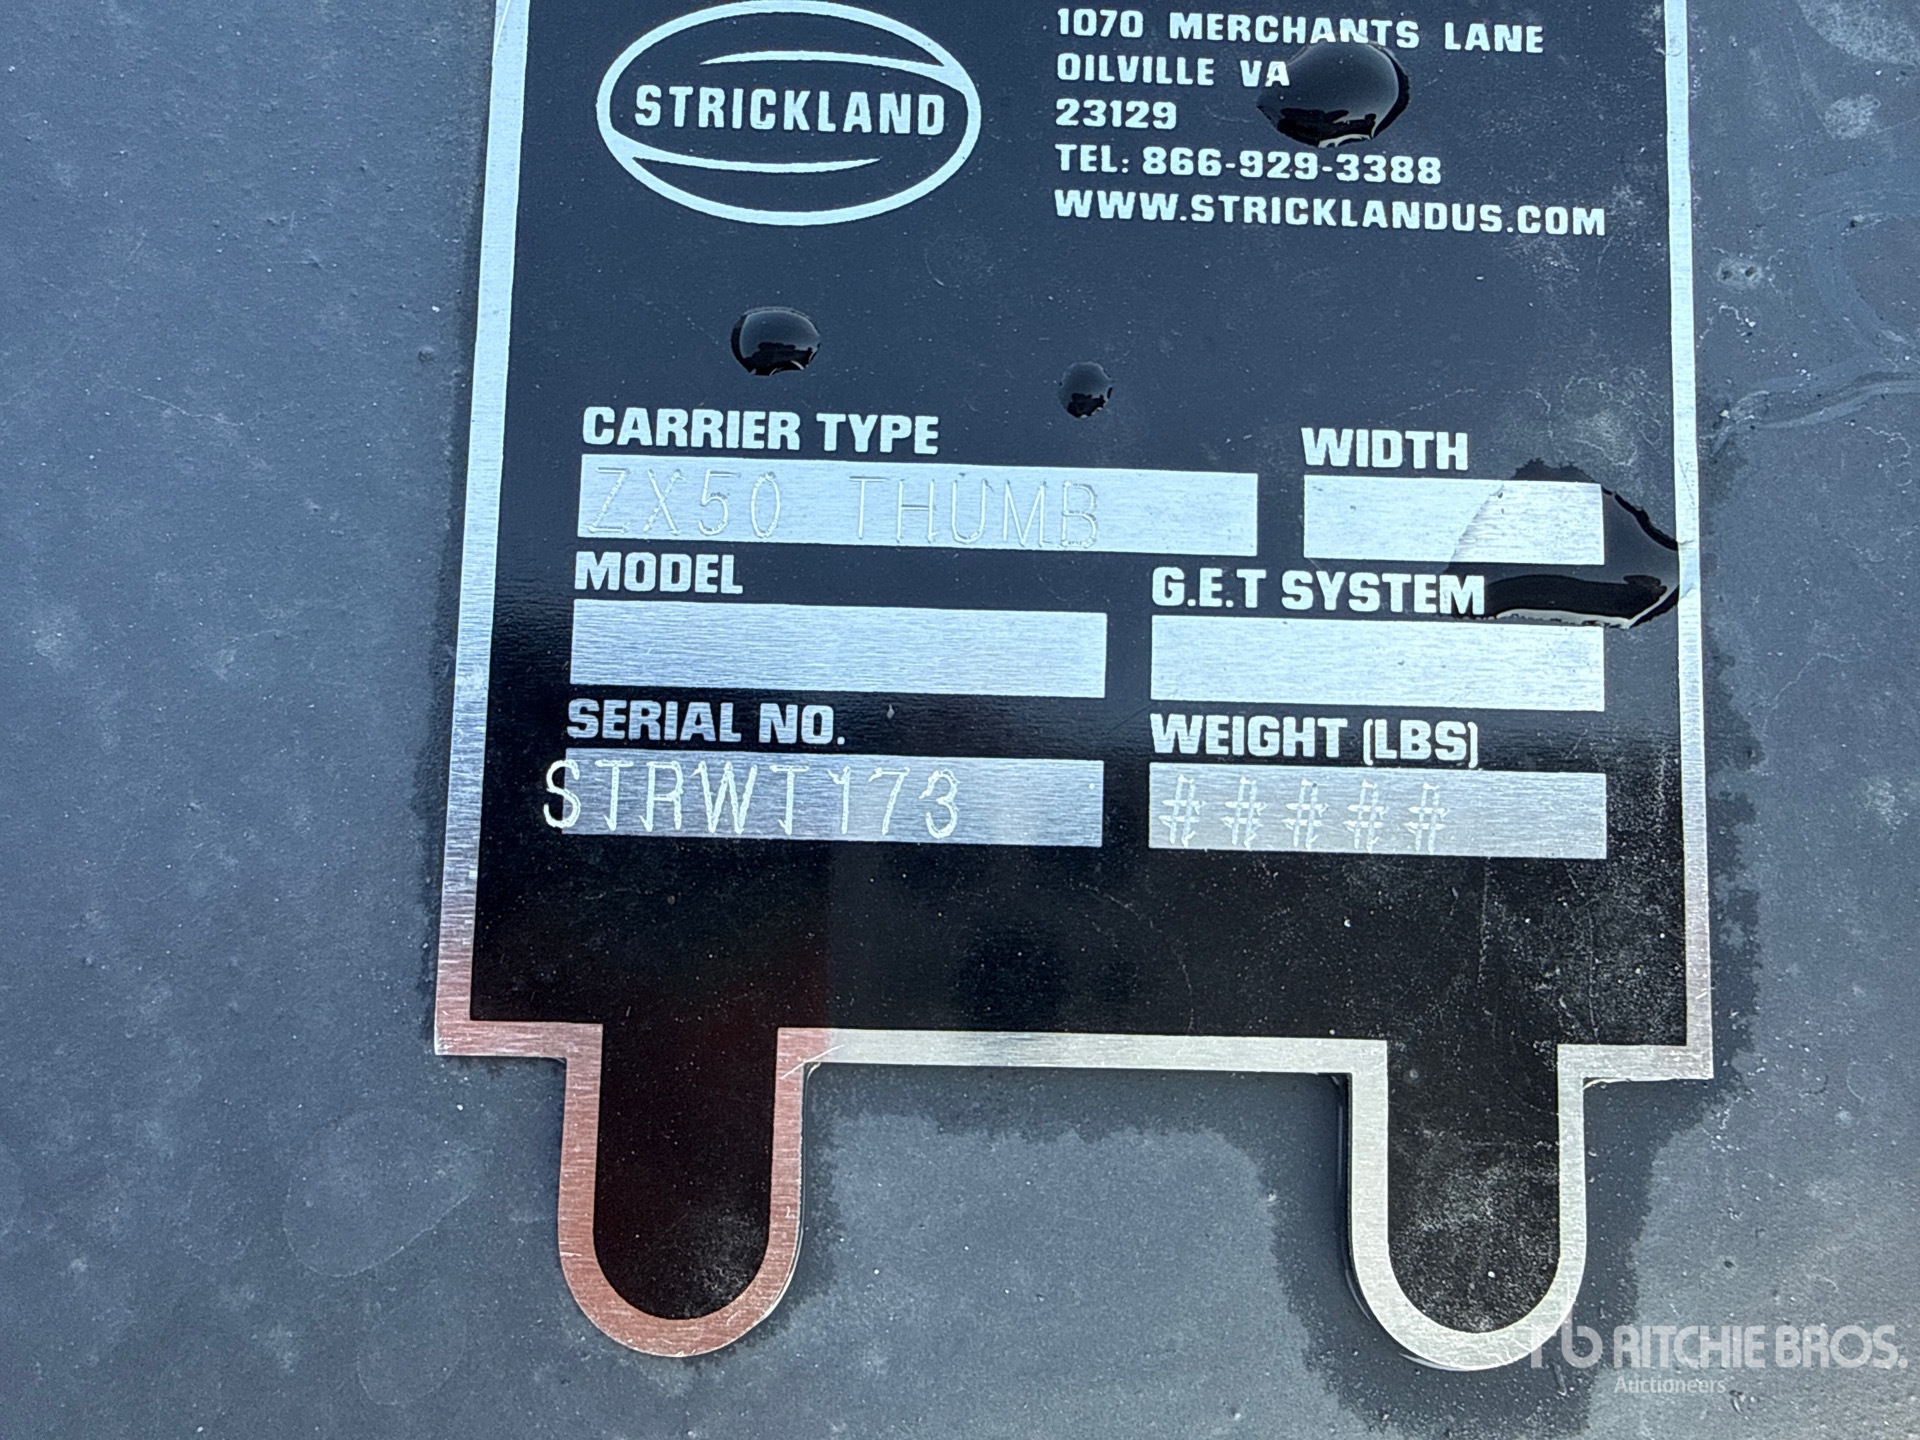 STRICKLAND
1070 MERCHANTS LANE
OILVILLE VA
23129
TEL: 866-929-3388
WWW.STRICKLANDUS.COM
CARRIER TYPE
ZX50 THUMB
WIDTH
MODEL
G.E.T SYSTEM
SERIAL NO.
STRWT173
WEIGHT (LBS)
#####
rb RITCHIE BROS.
Auctioneers